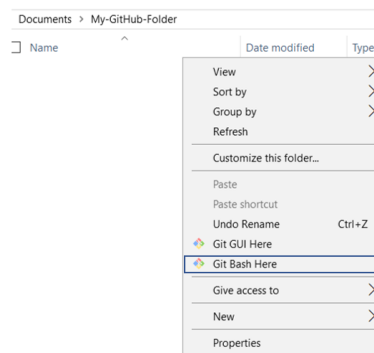 Documents > My-GitHub-Folder
Name Date modified Type
View
Sort by
Group by
Refresh
Customize this folder...
Paste
Paste shortcut
Undo Rename Ctrl+Z
Git GUI Here
Git Bash Here
Give access to
New
Properties